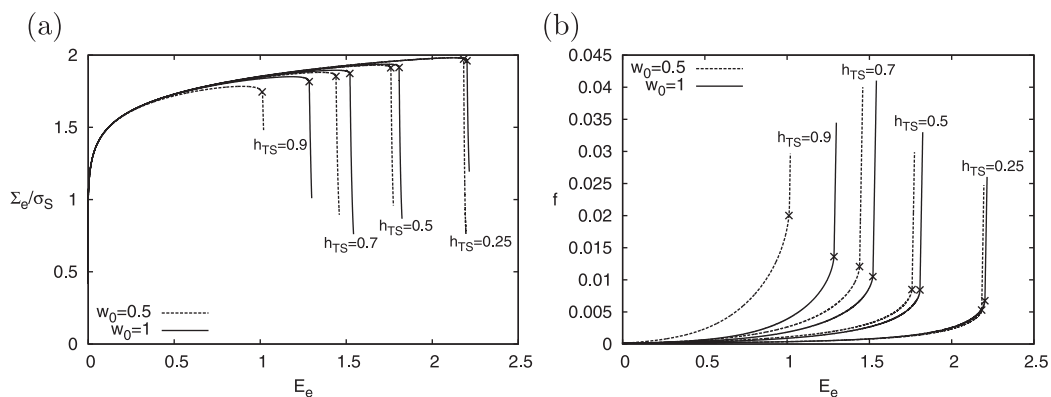 (a)
2
1.5
Σe/σS
1
0.5
0
0 0.5 1 1.5 2 2.5
Ee
hTS=0.9
hTS=0.7
hTS=0.5
hTS=0.25
w0=0.5
w0=1
(b)
0.045
0.04
0.035
0.03
0.025
f
0.02
0.015
0.01
0.005
0
0 0.5 1 1.5 2 2.5
Ee
w0=0.5
w0=1
hTS=0.7
hTS=0.9
hTS=0.5
hTS=0.25